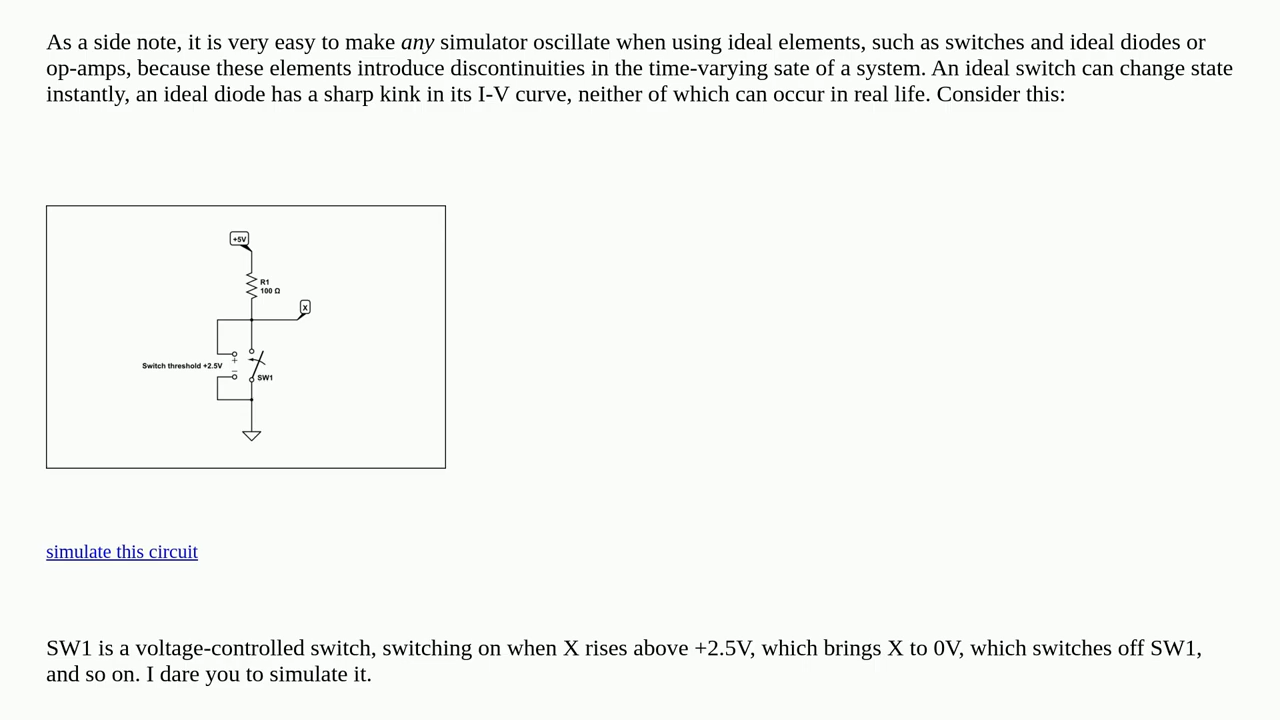 As a side note, it is very easy to make any simulator oscillate when using ideal elements, such as switches and ideal diodes or
op-amps, because these elements introduce discontinuities in the time-varying sate of a system. An ideal switch can change state
instantly, an ideal diode has a sharp kink in its I-V curve, neither of which can occur in real life. Consider this:
+5V
R1
100 Ω
X
+
Switch threshold +2.5V
−
SW1
simulate this circuit
SW1 is a voltage-controlled switch, switching on when X rises above +2.5V, which brings X to 0V, which switches off SW1,
and so on. I dare you to simulate it.